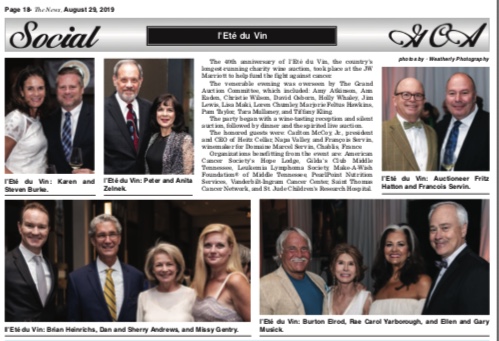 Page 18- The News, August 29, 2019
Social
l'Eté du Vin
photos by - Weatherly Photography
l'Eté du Vin: Karen and
Steven Burke.
l'Eté du Vin: Peter and Anita
Zelnek.
The 40th anniversary of l'Eté du Vin, the country's
longest-running charity wine auction, took place at the JW
Marriott to help fund the fight against cancer.
The venerable evening was overseen by The Grand
Auction Committee, which included: Amy Atkinson, Ann
Eaden, Christie Wilson, David Osborn, Holly Whaley, Jim
Lewis, Lisa Maki, Loren Chumley, Marjorie Feltus Hawkins,
Pam Taylor, Tara Mullaney, and Tiffany Kling.
The party began with a wine-tasting reception and silent
auction, followed by dinner and the spirited live auction.
The honored guests were: Carlton McCoy, Jr., president
and CEO of Heitz Cellar, Napa Valley, and François Servin,
winemaker for Domaine Marcel Servin, Chablis, France
Organizations benefitting from the event are: American
Cancer Society's Hope Lodge, Gilda's Club Middle
Tennessee, Leukemia Lymphoma Society, Make-A-Wish
Foundation® of Middle Tennessee, PearlPoint Nutrition
Services, Vanderbilt-Ingram Cancer Center, Saint Thomas
Cancer Network, and St. Jude Children's Research Hospital.
l'Eté du Vin: Auctioneer Fritz
Hatton and Francois Servin.
l'Eté du Vin: Brian Heinrichs, Dan and Sherry Andrews, and Missy Gentry.
l'Eté du Vin: Burton Elrod, Rae Carol Yarborough, and Ellen and Gary
Musick.